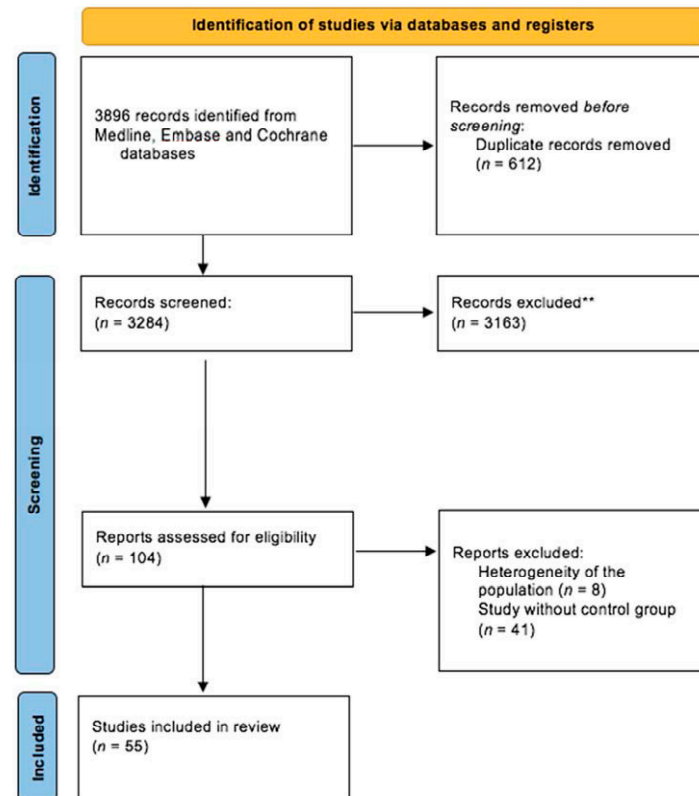 Identification of studies via databases and registers
Identification
3896 records identified from
Medline, Embase and Cochrane
databases
Records removed before
screening:
Duplicate records removed
(n = 612)
Screening
Records screened:
(n = 3284)
Records excluded**
(n = 3163)
Reports assessed for eligibility
(n = 104)
Reports excluded:
Heterogeneity of the
population (n = 8)
Study without control group
(n = 41)
Included
Studies included in review
(n = 55)